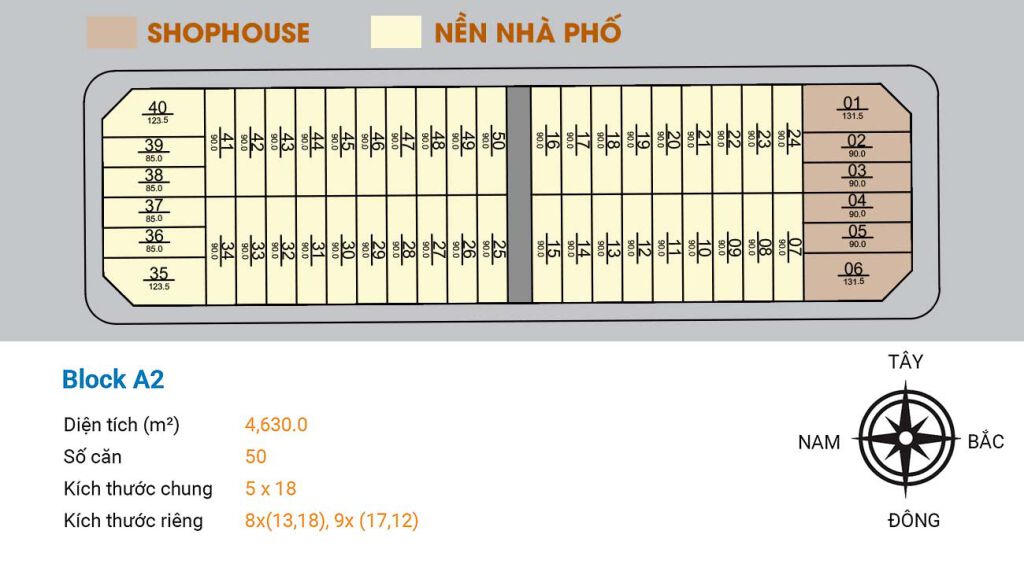 SHOPHOUSE NỀN NHÀ PHỐ
40
123.5
39
85.0
38
85.0
37
85.0
36
85.0
35
123.5
41 42 43 44 45 46 47 48 49 50
90.0 90.0 90.0 90.0 90.0 90.0 90.0 90.0 90.0 90.0
34 33 32 31 30 29 28 27 26 25
90.0 90.0 90.0 90.0 90.0 90.0 90.0 90.0 90.0 90.0
16 17 18 19 20 21 22 23 24
90.0 90.0 90.0 90.0 90.0 90.0 90.0 90.0 90.0
15 14 13 12 11 10 09 08 07
90.0 90.0 90.0 90.0 90.0 90.0 90.0 90.0 90.0
01
131.5
02
90.0
03
90.0
04
90.0
05
90.0
06
131.5
Block A2
Diện tích (m²) 4,630.0
Số căn 50
Kích thước chung 5 x 18
Kích thước riêng 8x(13,18), 9x (17,12)
TÂY
NAM BẮC
ĐÔNG